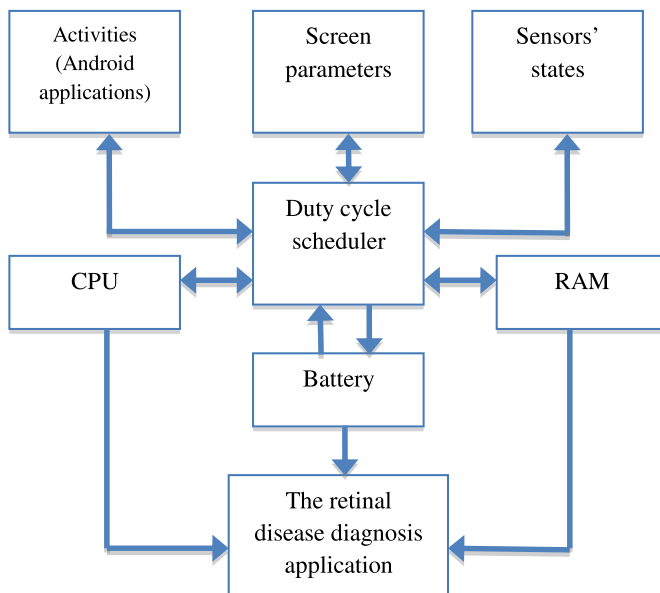 Activities
(Android
applications)
Screen
parameters
Sensors’
states
Duty cycle
scheduler
CPU
RAM
Battery
The retinal
disease diagnosis
application